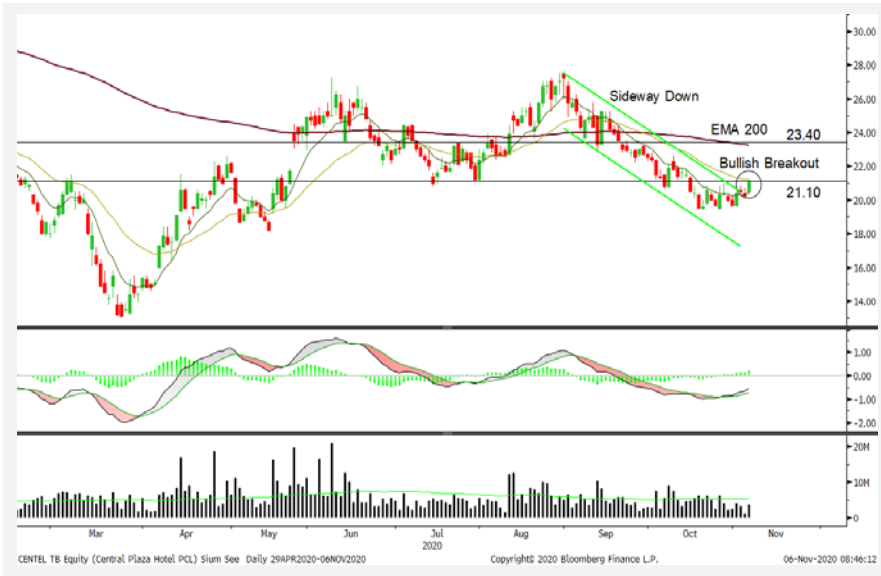 30.00
28.00
Sideway Down
26.00
EMA 200
23.40
24.00
Bullish Breakout
22.00
21.10
20.00
18.00
16.00
14.00
1.00
0.00
-1.00
-2.00
20M
10M
0
Mar
Apr
May
Jun
Jul
Aug
Sep
Oct
Nov
2020
CENTEL TB Equity (Central Plaza Hotel PCL) Sium See Daily 29APR2020-06NOV2020
Copyright© 2020 Bloomberg Finance L.P.
06-Nov-2020 08:46:12